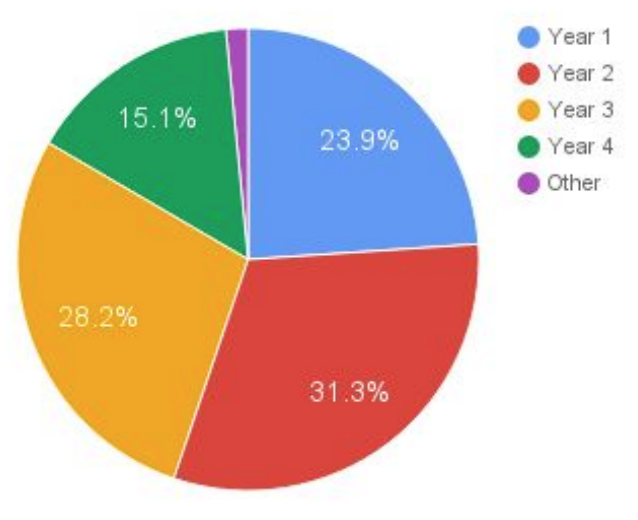 Year 1
Year 2
Year 3
Year 4
Other
15.1%
23.9%
28.2%
31.3%